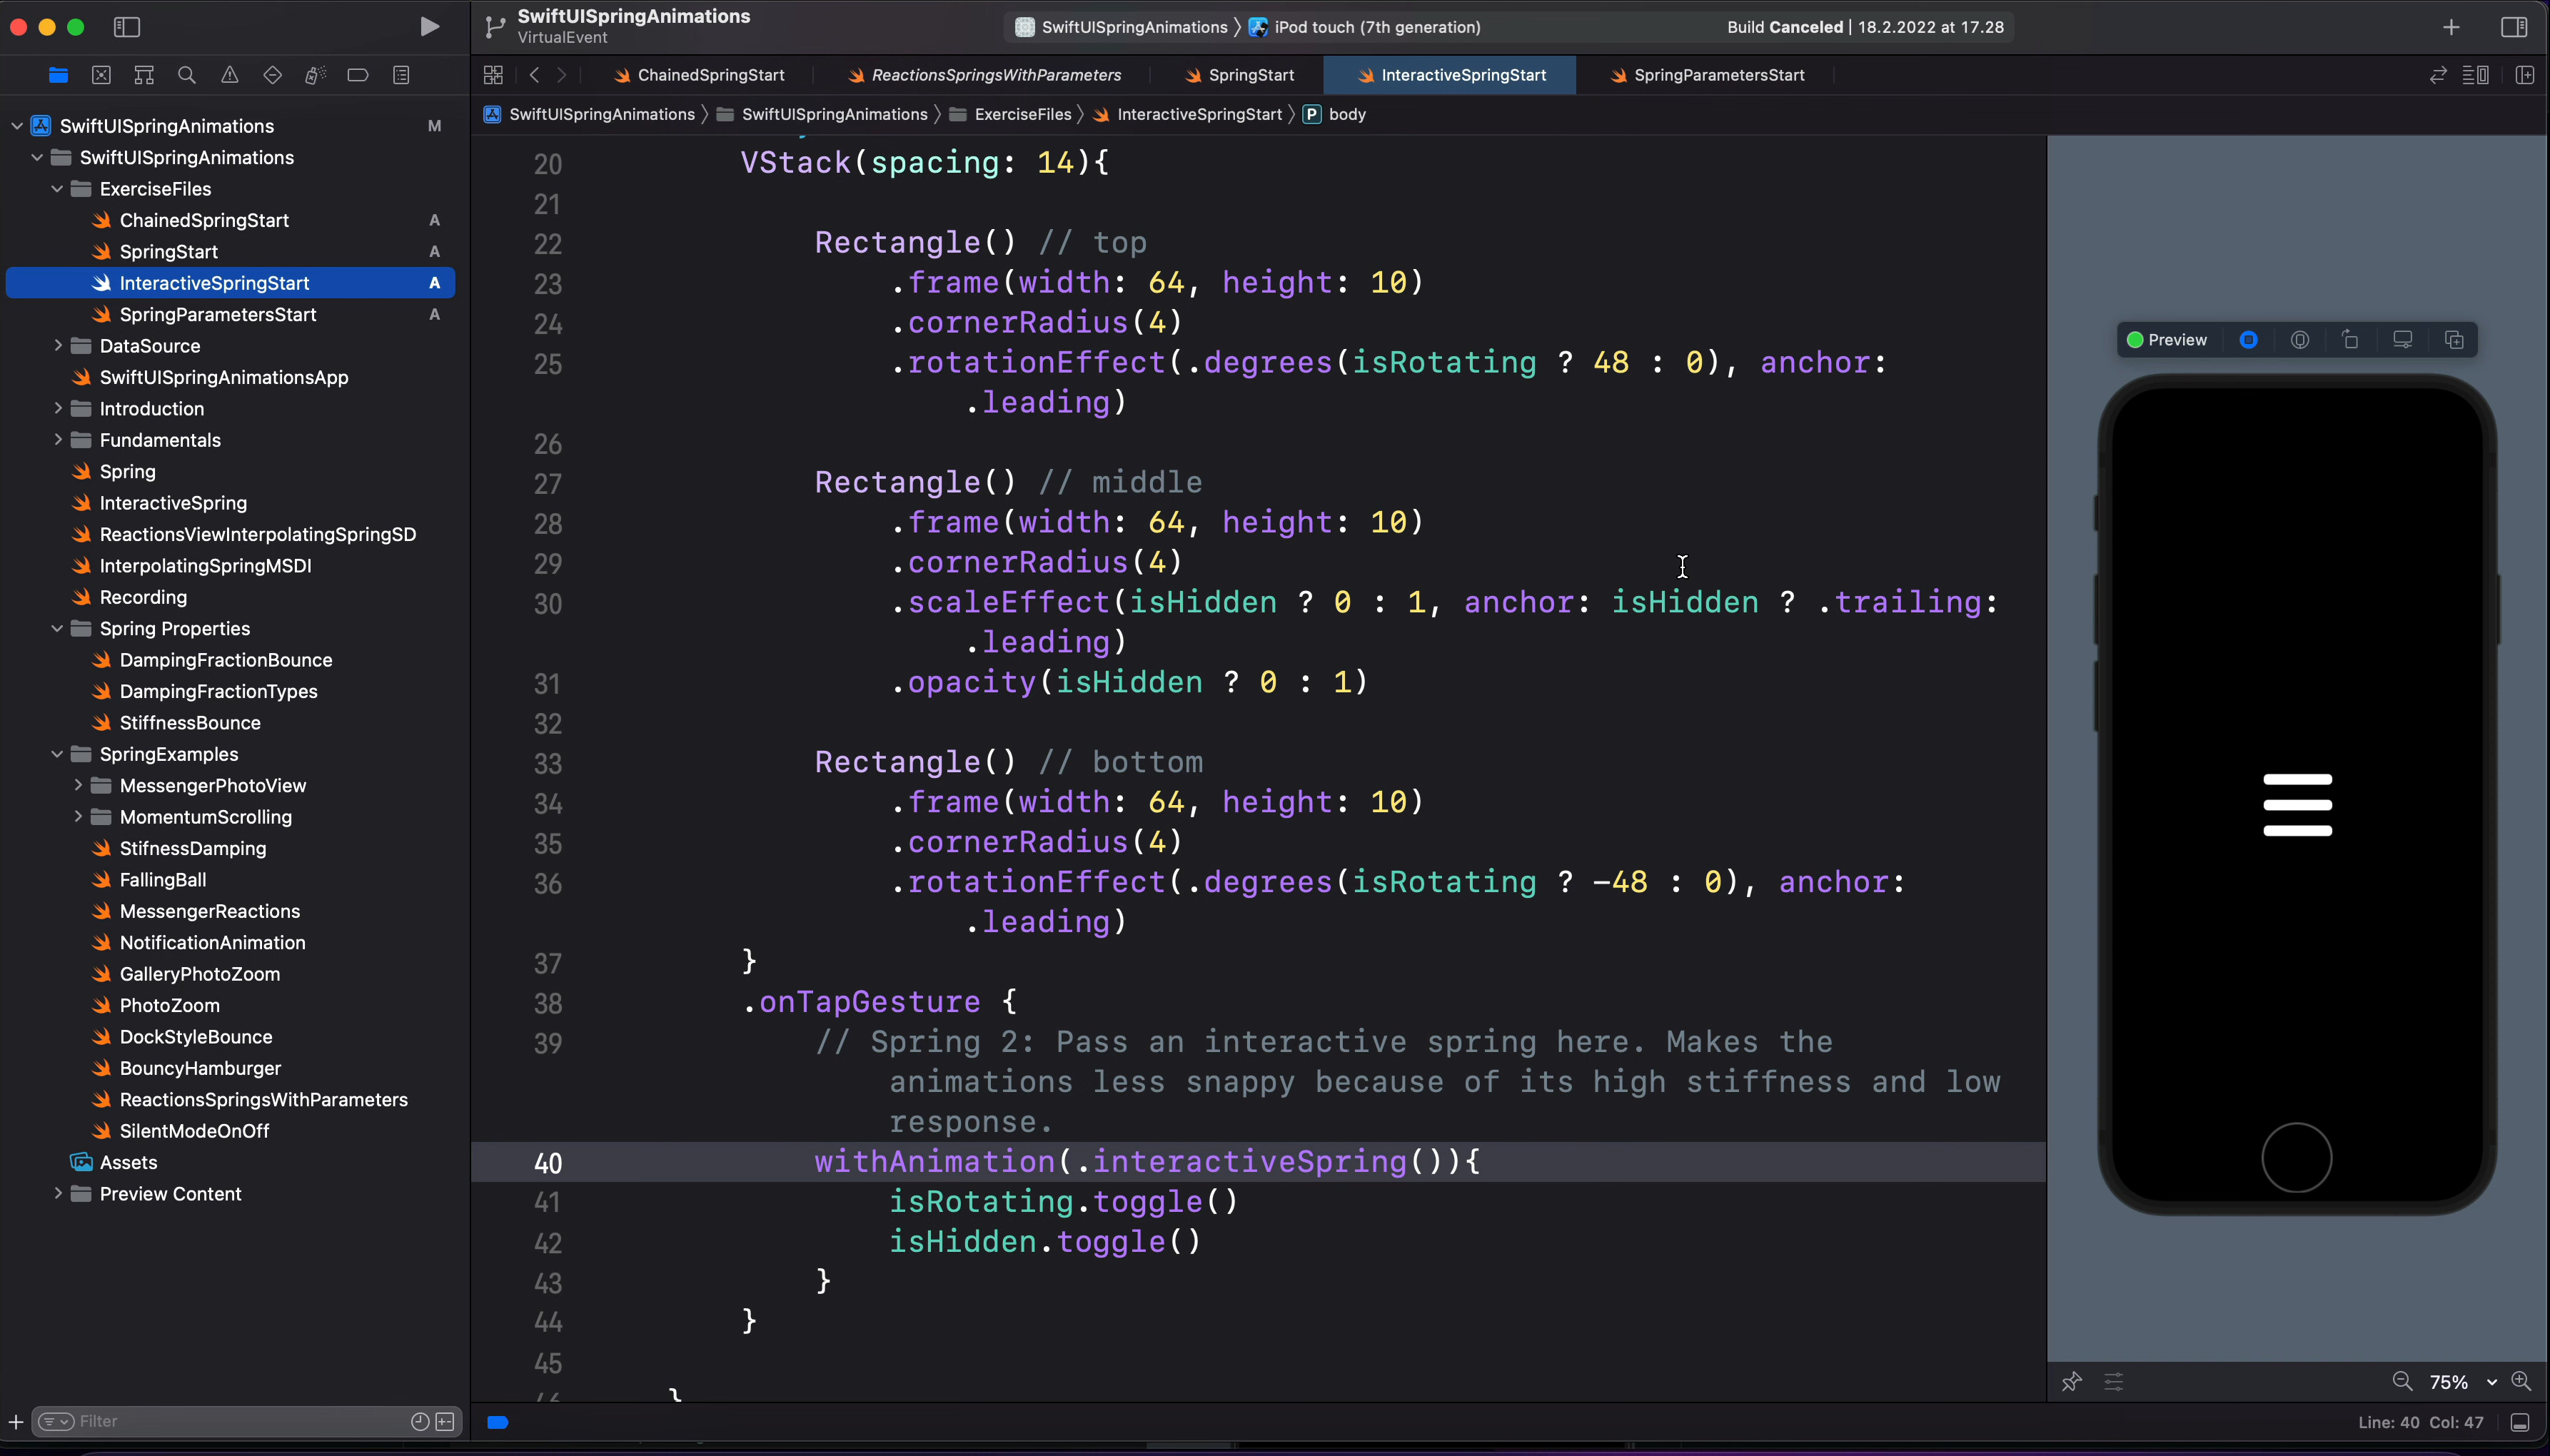 SwiftUISpringAnimations
VirtualEvent
SwiftUISpringAnimations
iPod touch (7th generation)
Build Canceled | 18.2.2022 at 17.28
ChainedSpringStart
ReactionsSpringsWithParameters
SpringStart
InteractiveSpringStart
SpringParametersStart
SwiftUISpringAnimations
SwiftUISpringAnimations
ExerciseFiles
InteractiveSpringStart
P body
SwiftUISpringAnimations M
SwiftUISpringAnimations
ExerciseFiles
ChainedSpringStart A
SpringStart A
InteractiveSpringStart A
SpringParametersStart A
DataSource
SwiftUISpringAnimationsApp
Introduction
Fundamentals
Spring
InteractiveSpring
ReactionsViewInterpolatingSpringSD
InterpolatingSpringMSDI
Recording
Spring Properties
DampingFractionBounce
DampingFractionTypes
StiffnessBounce
SpringExamples
MessengerPhotoView
MomentumScrolling
StifnessDamping
FallingBall
MessengerReactions
NotificationAnimation
GalleryPhotoZoom
PhotoZoom
DockStyleBounce
BouncyHamburger
ReactionsSpringsWithParameters
SilentModeOnOff
Assets
Preview Content
Filter
20 VStack(spacing: 14){
21
22 Rectangle() // top
23 .frame(width: 64, height: 10)
24 .cornerRadius(4)
25 .rotationEffect(.degrees(isRotating ? 48 : 0), anchor:
.leading)
26
27 Rectangle() // middle
28 .frame(width: 64, height: 10)
29 .cornerRadius(4)
30 .scaleEffect(isHidden ? 0 : 1, anchor: isHidden ? .trailing:
.leading)
31 .opacity(isHidden ? 0 : 1)
32
33 Rectangle() // bottom
34 .frame(width: 64, height: 10)
35 .cornerRadius(4)
36 .rotationEffect(.degrees(isRotating ? -48 : 0), anchor:
.leading)
37 }
38 .onTapGesture {
39 // Spring 2: Pass an interactive spring here. Makes the
animations less snappy because of its high stiffness and low
response.
40 withAnimation(.interactiveSpring()){
41 isRotating.toggle()
42 isHidden.toggle()
43 }
44 }
45
Preview
75%
Line: 40 Col: 47